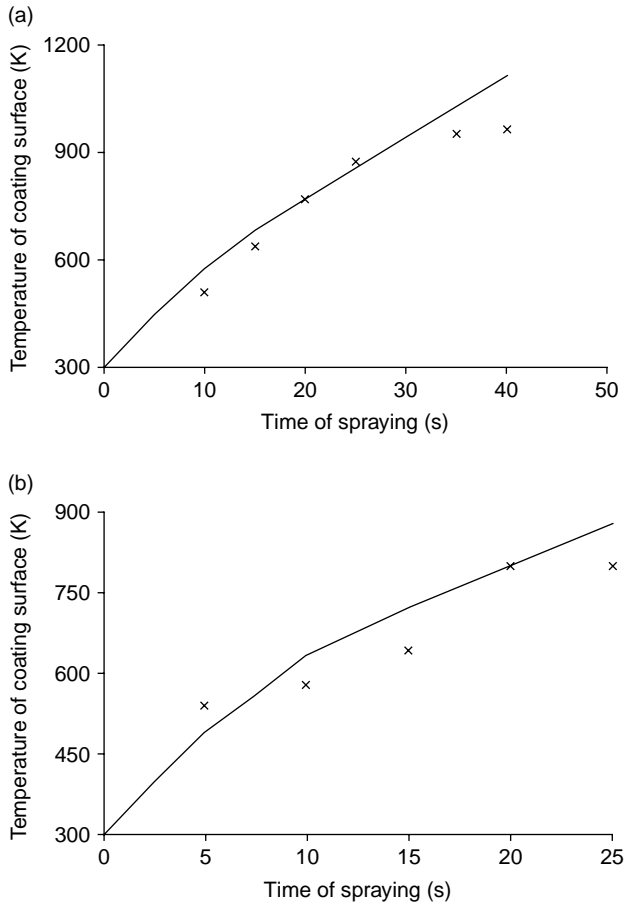 (a)
Temperature of coating surface (K)
1200
900
600
300
0 10 20 30 40 50
Time of spraying (s)
(b)
Temperature of coating surface (K)
900
750
600
450
300
0 5 10 15 20 25
Time of spraying (s)